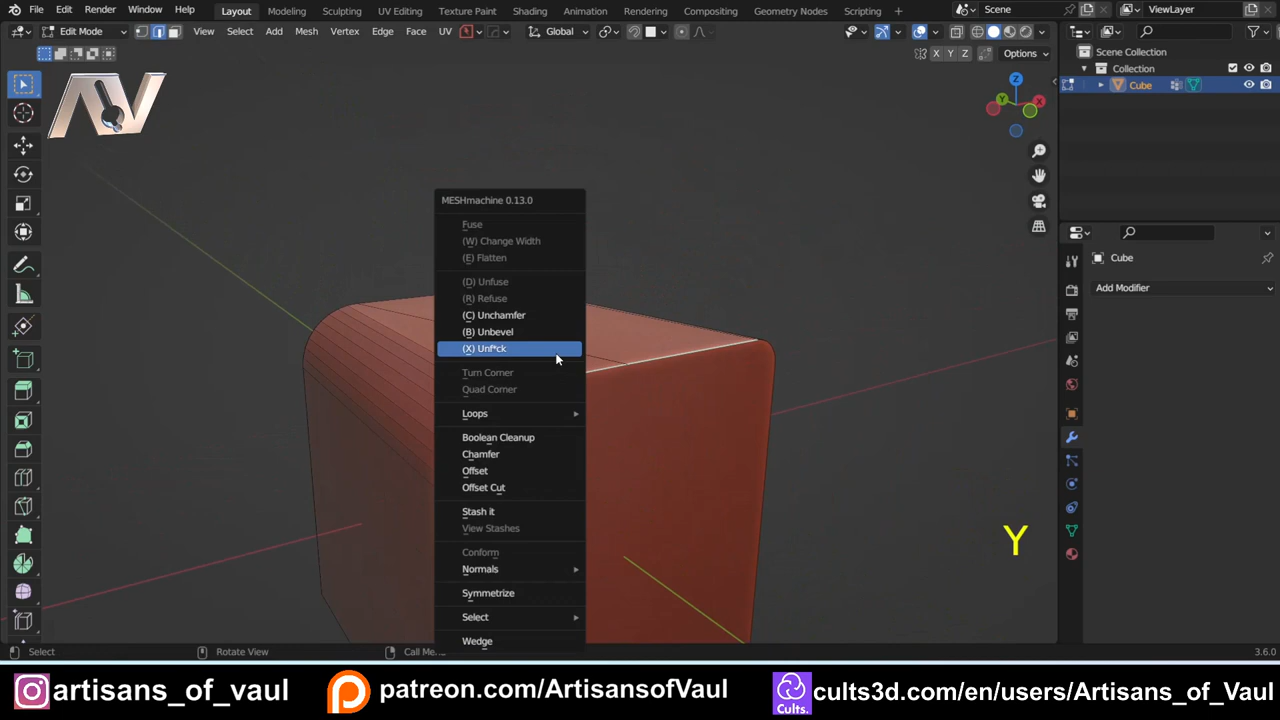 File Edit Render Window Help Layout Modeling Sculpting UV Editing Texture Paint Shading Animation Rendering Compositing Geometry Nodes Scripting + Scene ViewLayer
Edit Mode View Select Add Mesh Vertex Edge Face UV Global
X Y Z Options
Scene Collection
Collection
Cube
AV
X
Y
Z
MESHmachine 0.13.0
Fuse
(W) Change Width
(E) Flatten
(D) Unfuse
(R) Refuse
(C) Unchamfer
(B) Unbevel
(X) Unf*ck
Turn Corner
Quad Corner
Loops
Boolean Cleanup
Chamfer
Offset
Offset Cut
Stash it
View Stashes
Conform
Normals
Symmetrize
Select
Wedge
Cube
Add Modifier
Y
Select Rotate View Call Menu 3.6.0
artisans_of_vaul patreon.com/ArtisansofVaul Cults. cults3d.com/en/users/Artisans_of_Vaul